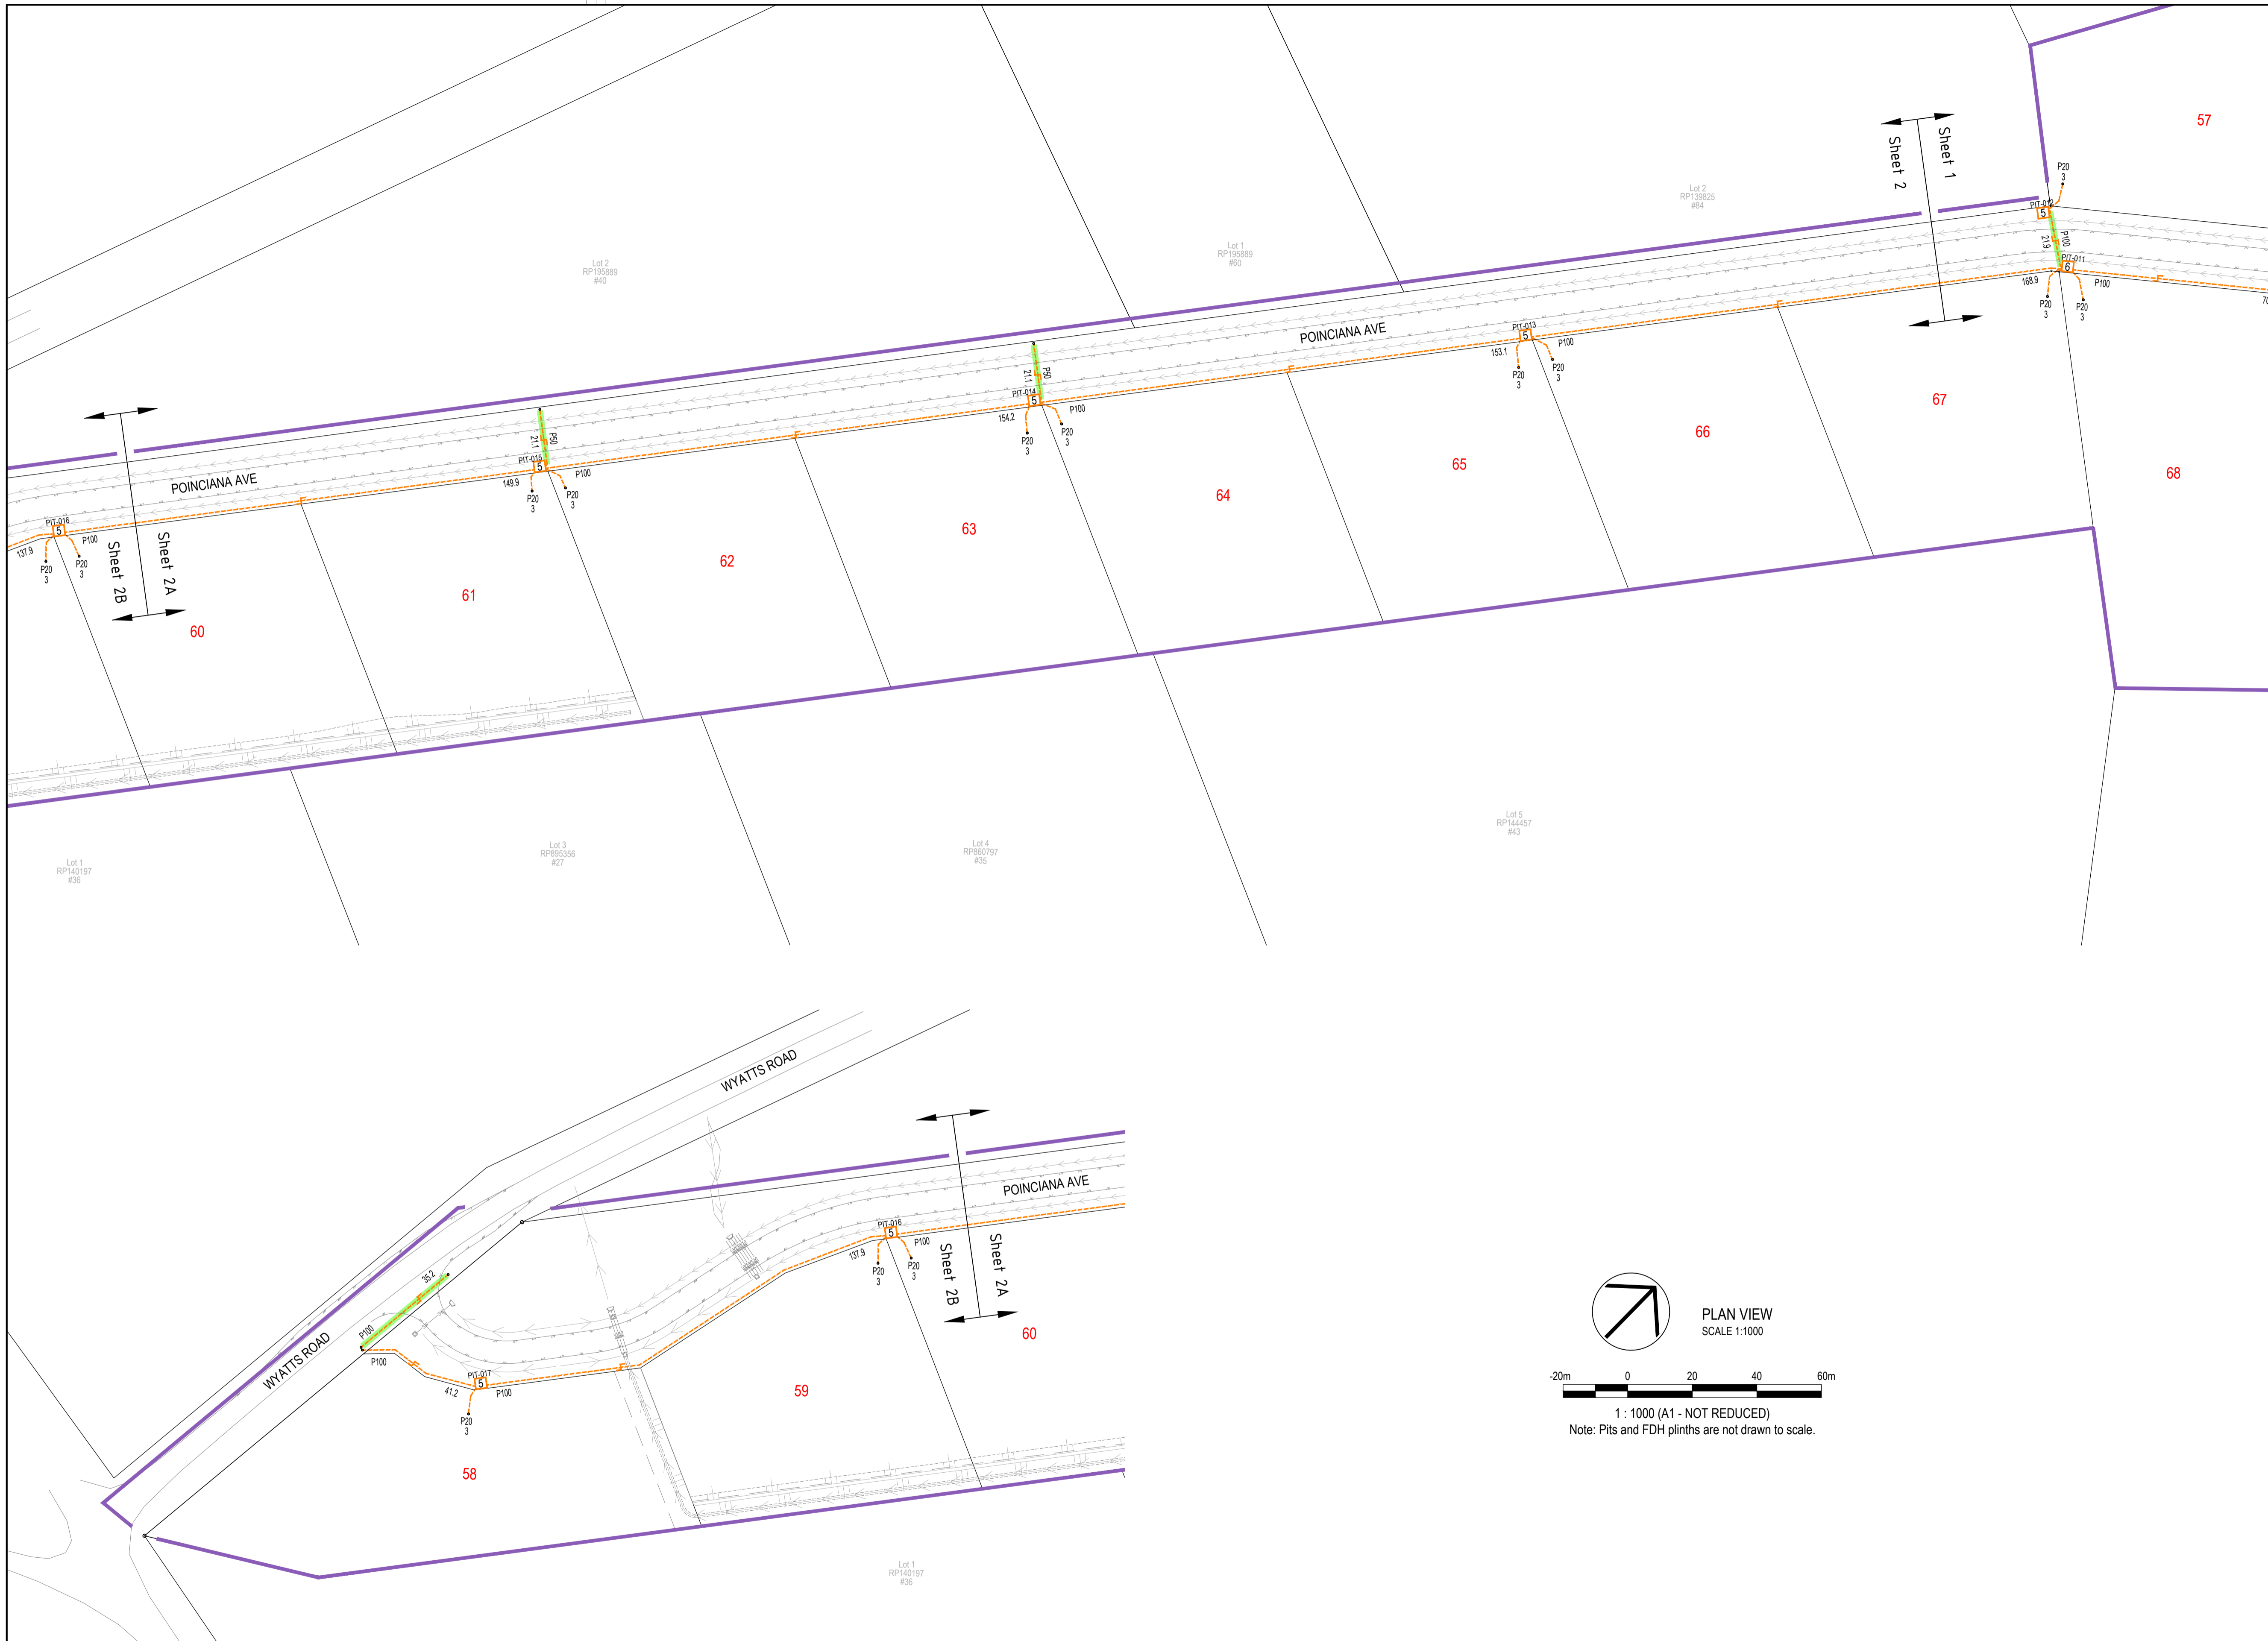 57
Sheet 1
Sheet 2
P20
3
Lot 2
RP139825
#84
PIT-012
5
P100
21.9
PIT-011
6
168.9
P100
P20
3
P20
3
Lot 1
RP195889
#60
Lot 2
RP195889
#40
POINCIANA AVE
PIT-013
5
153.1
P100
P20
3
P20
3
P50
21.1
PIT-014
5
154.2
P100
P20
3
P20
3
P50
21.1
PIT-015
5
149.9
P100
P20
3
P20
3
POINCIANA AVE
PIT-016
5
137.9
P100
P20
3
P20
3
Sheet 2A
Sheet 2B
67
66
65
64
63
62
61
60
68
Lot 5
RP144457
#43
Lot 4
RP860797
#35
Lot 3
RP895356
#27
Lot 1
RP140197
#36
WYATTS ROAD
POINCIANA AVE
PIT-016
5
137.9
P100
P20
3
P20
3
Sheet 2A
Sheet 2B
35.2
P100
WYATTS ROAD
P100
41.2
PIT-017
5
P100
P20
3
60
59
58
Lot 1
RP140197
#36
PLAN VIEW
SCALE 1:1000
-20m 0 20 40 60m
1 : 1000 (A1 - NOT REDUCED)
Note: Pits and FDH plinths are not drawn to scale.